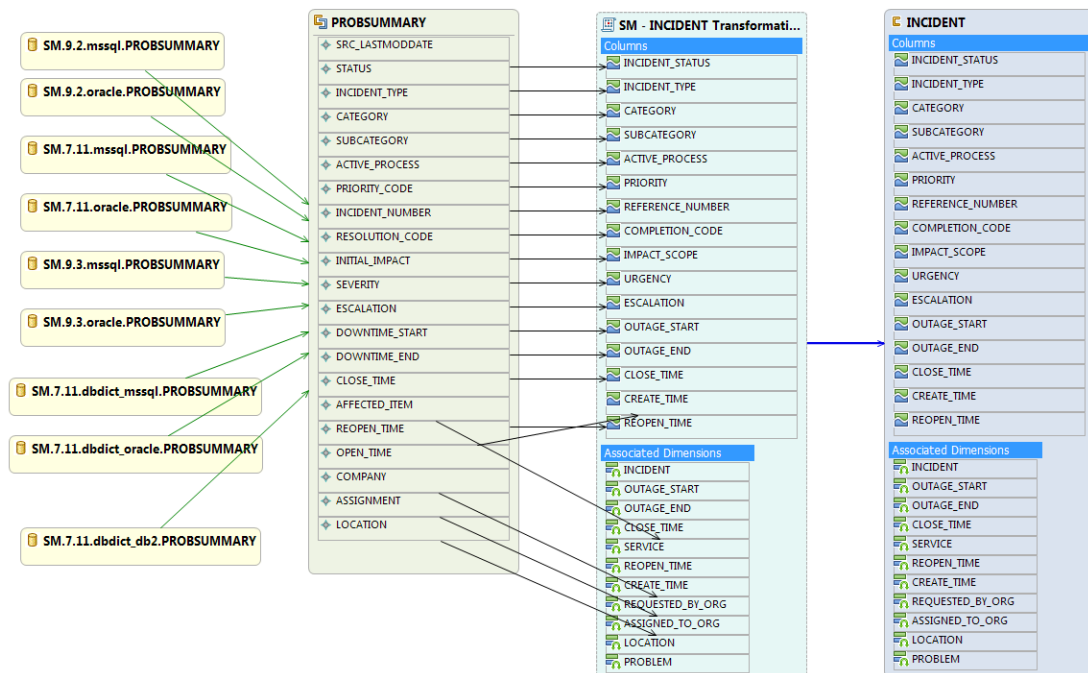 SM.9.2.mssql.PROBSUMMARY
SM.9.2.oracle.PROBSUMMARY
SM.7.11.mssql.PROBSUMMARY
SM.7.11.oracle.PROBSUMMARY
SM.9.3.mssql.PROBSUMMARY
SM.9.3.oracle.PROBSUMMARY
SM.7.11.dbdict_mssql.PROBSUMMARY
SM.7.11.dbdict_oracle.PROBSUMMARY
SM.7.11.dbdict_db2.PROBSUMMARY
PROBSUMMARY
SRC_LASTMODDATE
STATUS
INCIDENT_TYPE
CATEGORY
SUBCATEGORY
ACTIVE_PROCESS
PRIORITY_CODE
INCIDENT_NUMBER
RESOLUTION_CODE
INITIAL_IMPACT
SEVERITY
ESCALATION
DOWNTIME_START
DOWNTIME_END
CLOSE_TIME
AFFECTED_ITEM
REOPEN_TIME
OPEN_TIME
COMPANY
ASSIGNMENT
LOCATION
SM - INCIDENT Transformati...
Columns
INCIDENT_STATUS
INCIDENT_TYPE
CATEGORY
SUBCATEGORY
ACTIVE_PROCESS
PRIORITY
REFERENCE_NUMBER
COMPLETION_CODE
IMPACT_SCOPE
URGENCY
ESCALATION
OUTAGE_START
OUTAGE_END
CLOSE_TIME
CREATE_TIME
REOPEN_TIME
Associated Dimensions
INCIDENT
OUTAGE_START
OUTAGE_END
CLOSE_TIME
SERVICE
REOPEN_TIME
CREATE_TIME
REQUESTED_BY_ORG
ASSIGNED_TO_ORG
LOCATION
PROBLEM
INCIDENT
Columns
INCIDENT_STATUS
INCIDENT_TYPE
CATEGORY
SUBCATEGORY
ACTIVE_PROCESS
PRIORITY
REFERENCE_NUMBER
COMPLETION_CODE
IMPACT_SCOPE
URGENCY
ESCALATION
OUTAGE_START
OUTAGE_END
CLOSE_TIME
CREATE_TIME
REOPEN_TIME
Associated Dimensions
INCIDENT
OUTAGE_START
OUTAGE_END
CLOSE_TIME
SERVICE
REOPEN_TIME
CREATE_TIME
REQUESTED_BY_ORG
ASSIGNED_TO_ORG
LOCATION
PROBLEM